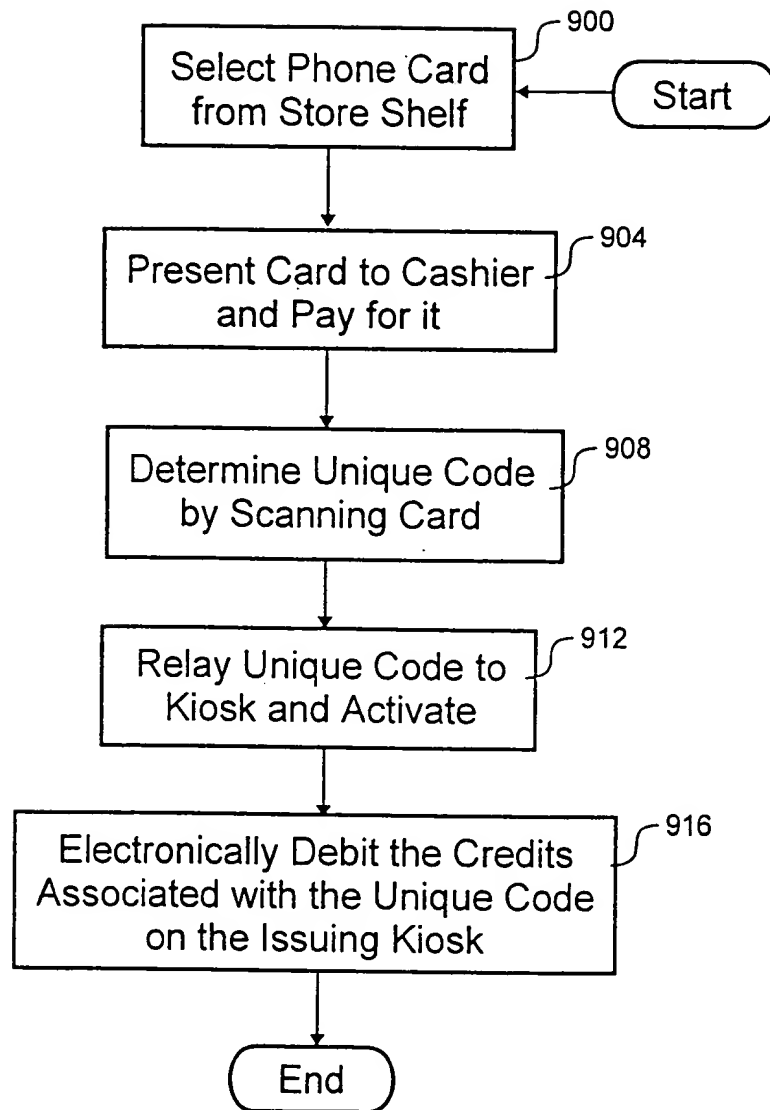 900
Select Phone Card
from Store Shelf
Start
904
Present Card to Cashier
and Pay for it
908
Determine Unique Code
by Scanning Card
912
Relay Unique Code to
Kiosk and Activate
916
Electronically Debit the Credits
Associated with the Unique Code
on the Issuing Kiosk
End